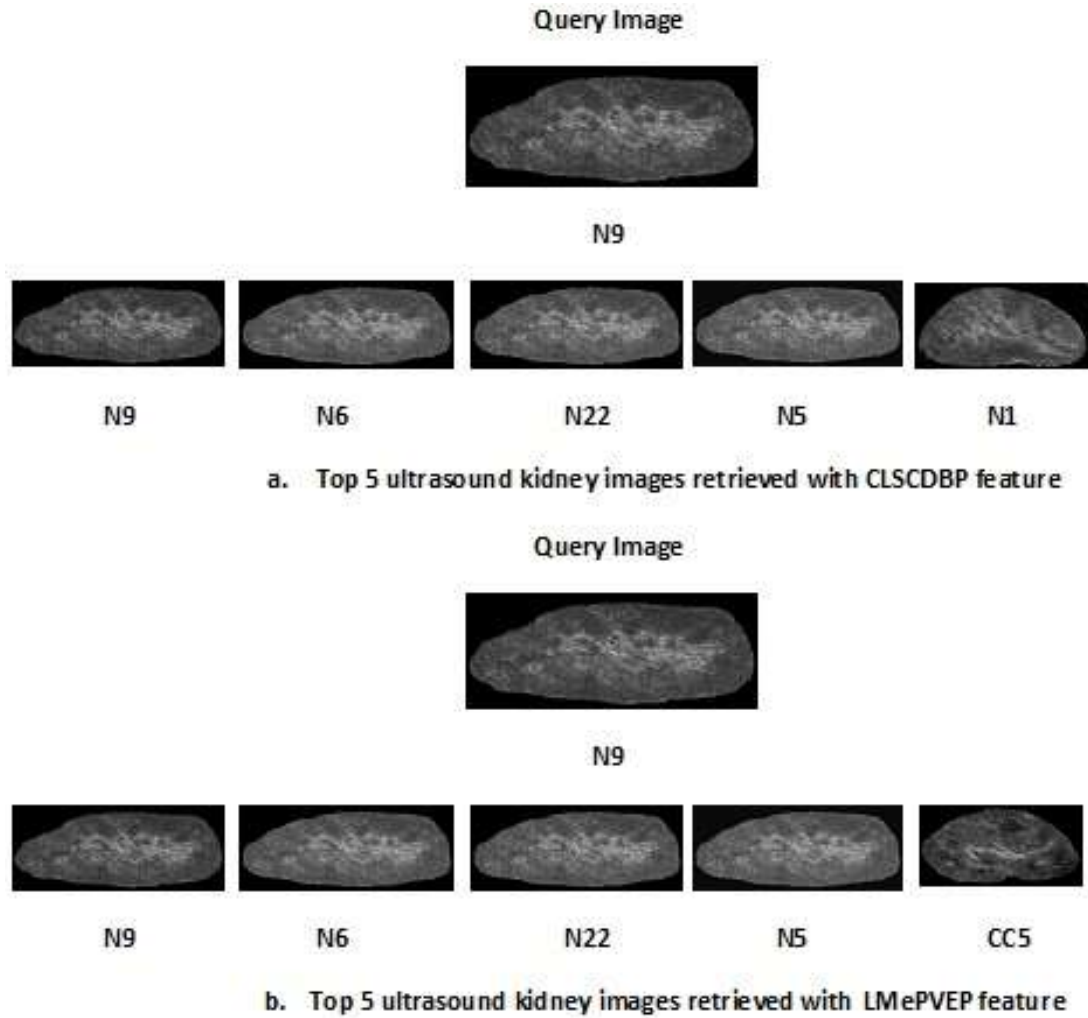 Query Image
N9
N9 N6 N22 N5 N1
a. Top 5 ultrasound kidney images retrieved with CLSCDBP feature
Query Image
N9
N9 N6 N22 N5 CC5
b. Top 5 ultrasound kidney images retrieved with LMePVEP feature